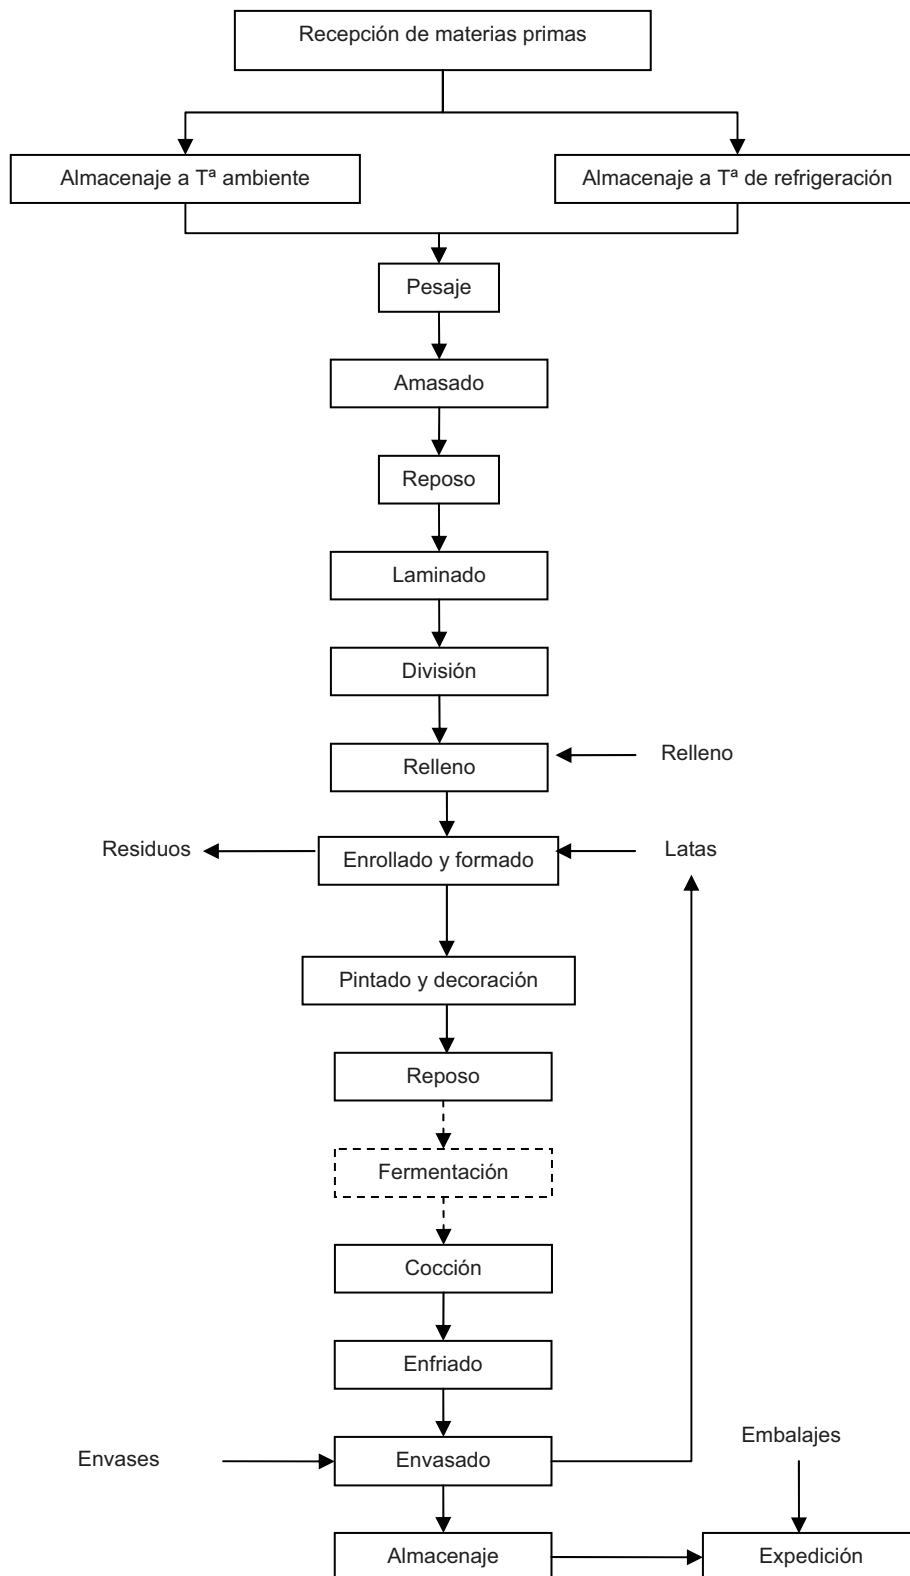 Recepción de materias primas
Almacenaje a Tª ambiente
Almacenaje a Tª de refrigeración
Pesaje
Amasado
Reposo
Laminado
División
Relleno
Relleno
Residuos
Enrollado y formado
Latas
Pintado y decoración
Reposo
Fermentación
Cocción
Enfriado
Embalajes
Envases
Envasado
Almacenaje
Expedición